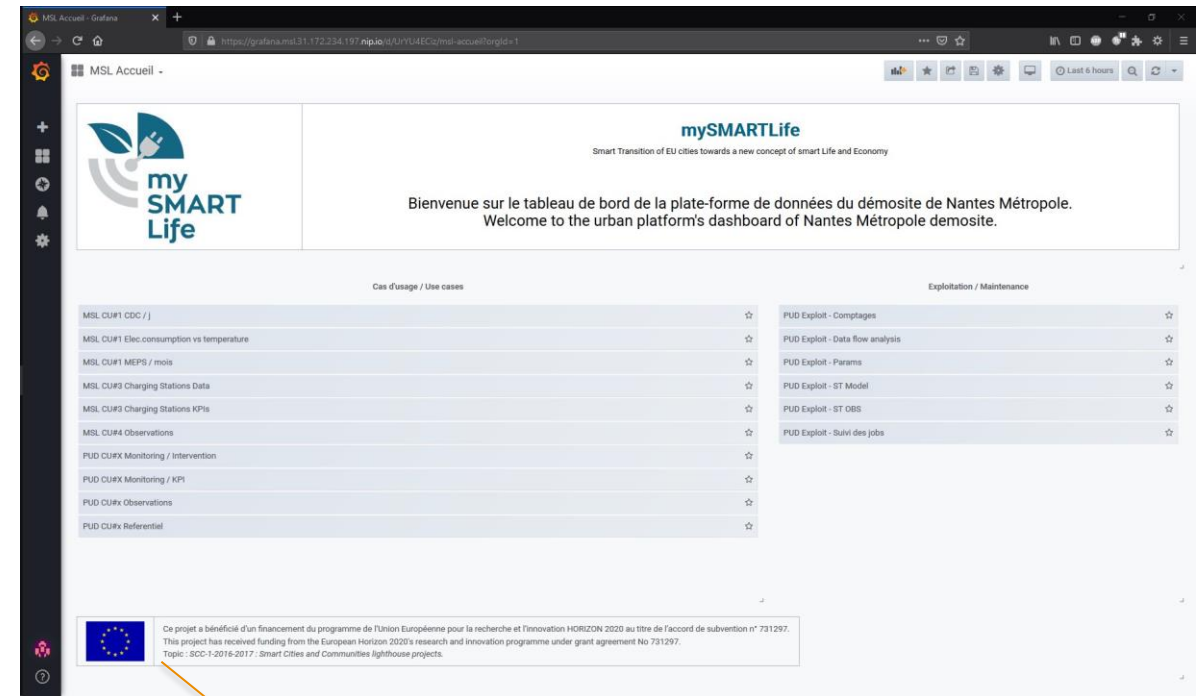 MSL Accueil - Grafana
https://grafana.msl.31.172.234.197.nip.io/d/UrYU4ECiz/msl-accueil?orgId=1
MSL Accueil
Last 6 hours
my
SMART
Life
mySMARTLife
Smart Transition of EU cities towards a new concept of smart Life and Economy
Bienvenue sur le tableau de bord de la plate-forme de données du démosite de Nantes Métropole.
Welcome to the urban platform's dashboard of Nantes Métropole demosite.
Cas d'usage / Use cases
MSL CU#1 CDC / j
MSL CU#1 Elec.consumption vs temperature
MSL CU#1 MEPS / mois
MSL CU#3 Charging Stations Data
MSL CU#3 Charging Stations KPIs
MSL CU#4 Observations
PUD CU#X Monitoring / Intervention
PUD CU#X Monitoring / KPI
PUD CU#x Observations
PUD CU#x Referentiel
Exploitation / Maintenance
PUD Exploit - Comptages
PUD Exploit - Data flow analysis
PUD Exploit - Params
PUD Exploit - ST Model
PUD Exploit - ST OBS
PUD Exploit - Suivi des jobs
Ce projet a bénéficié d'un financement du programme de l'Union Européenne pour la recherche et l'innovation HORIZON 2020 au titre de l'accord de subvention n° 731297.
This project has received funding from the European Horizon 2020's research and innovation programme under grant agreement No 731297.
Topic : SCC-1-2016-2017 : Smart Cities and Communities lighthouse projects.